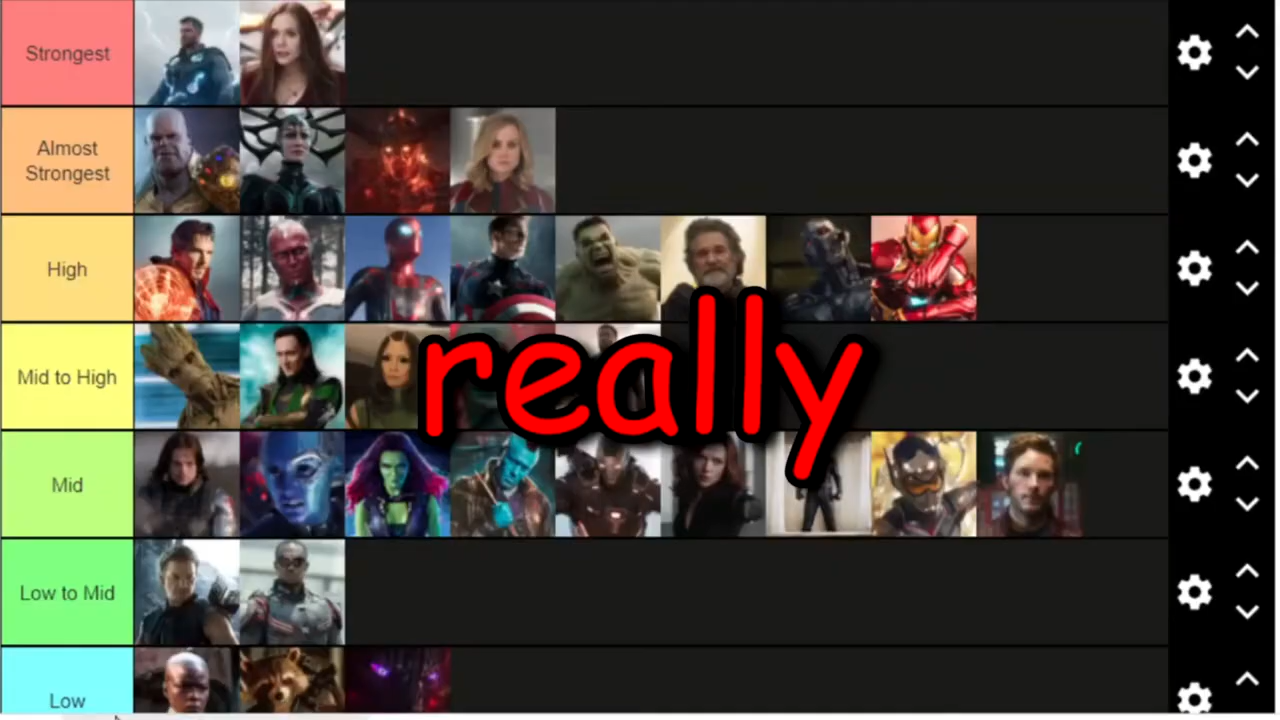 Strongest
Almost
Strongest
High
Mid to High
really
Mid
Low to Mid
Low